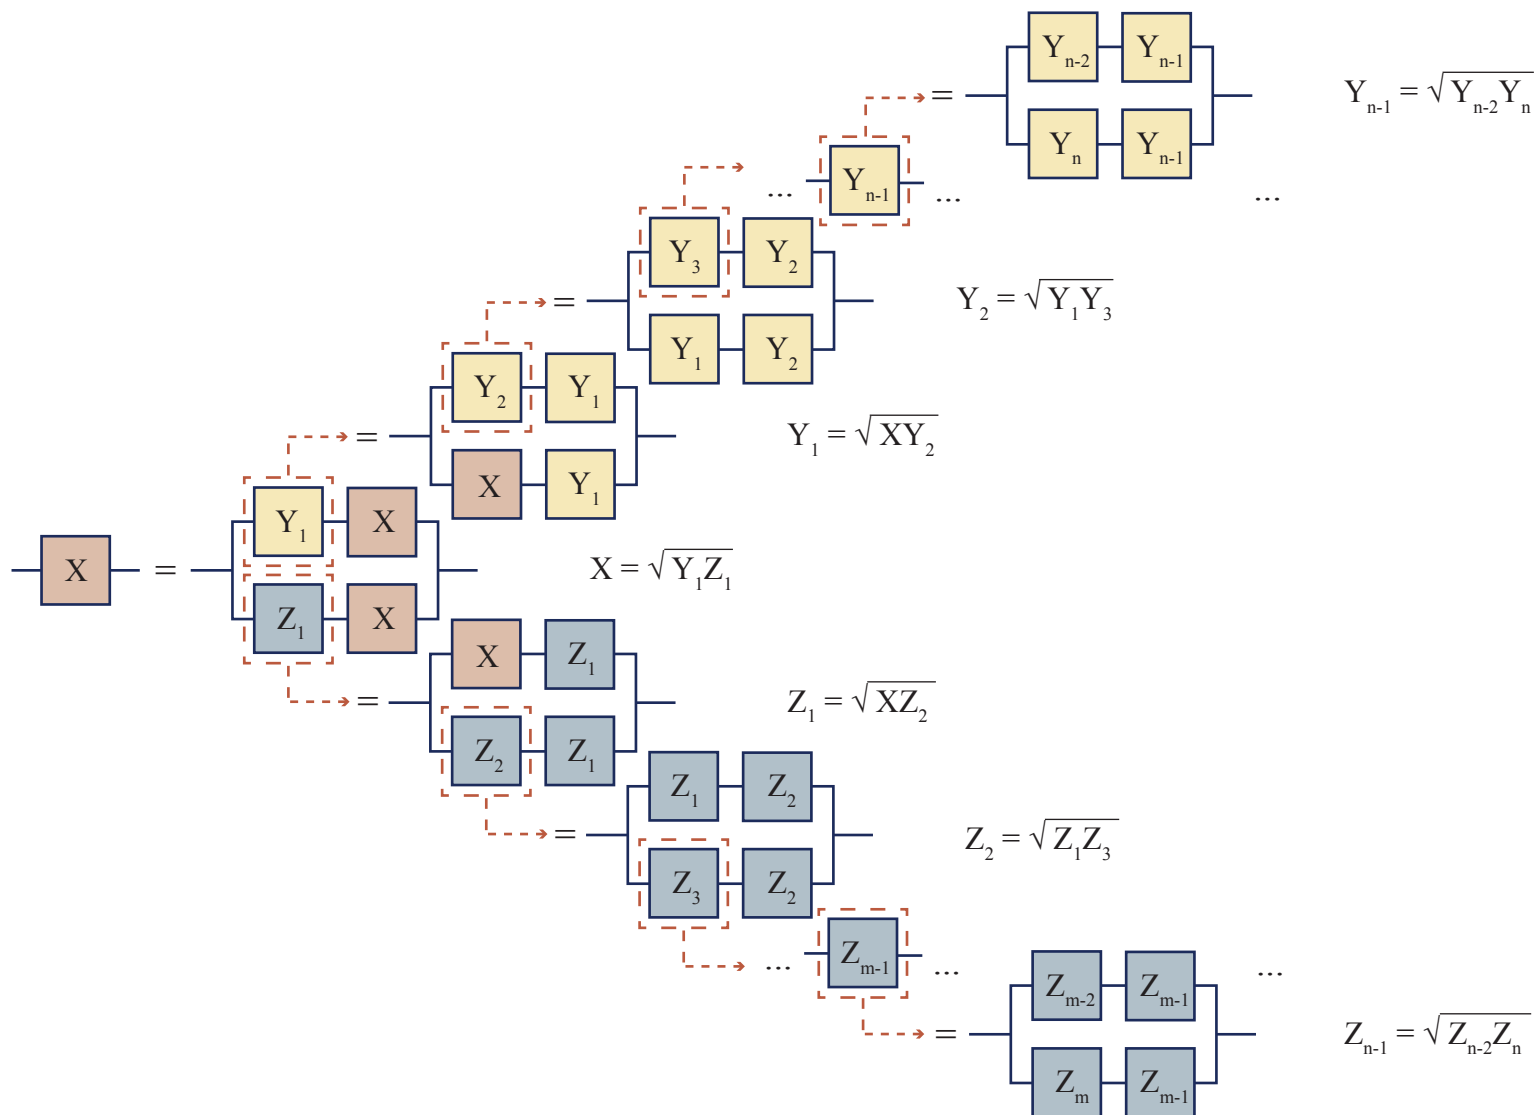 Y_{n-2} Y_{n-1}
= Y_{n-1} = √Y_{n-2}Y_n
Y_n Y_{n-1}
... Y_{n-1} ... ...
Y_3 Y_2
= Y_2 = √Y_1Y_3
Y_1 Y_2
Y_2 Y_1
= Y_1 = √XY_2
X Y_1
Y_1 X
X = X = √Y_1Z_1
Z_1 X
X Z_1
= Z_1 = √XZ_2
Z_2 Z_1
Z_1 Z_2
= Z_2 = √Z_1Z_3
Z_3 Z_2
... Z_{m-1} ... ...
Z_{m-2} Z_{m-1}
= Z_{n-1} = √Z_{n-2}Z_n
Z_m Z_{m-1}